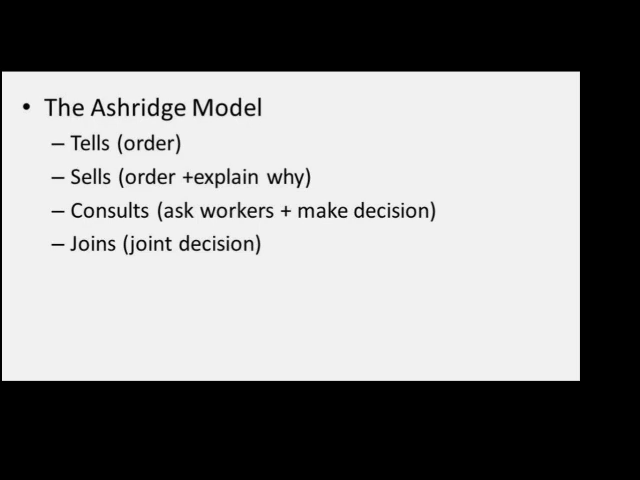 • The Ashridge Model
– Tells (order)
– Sells (order +explain why)
– Consults (ask workers + make decision)
– Joins (joint decision)